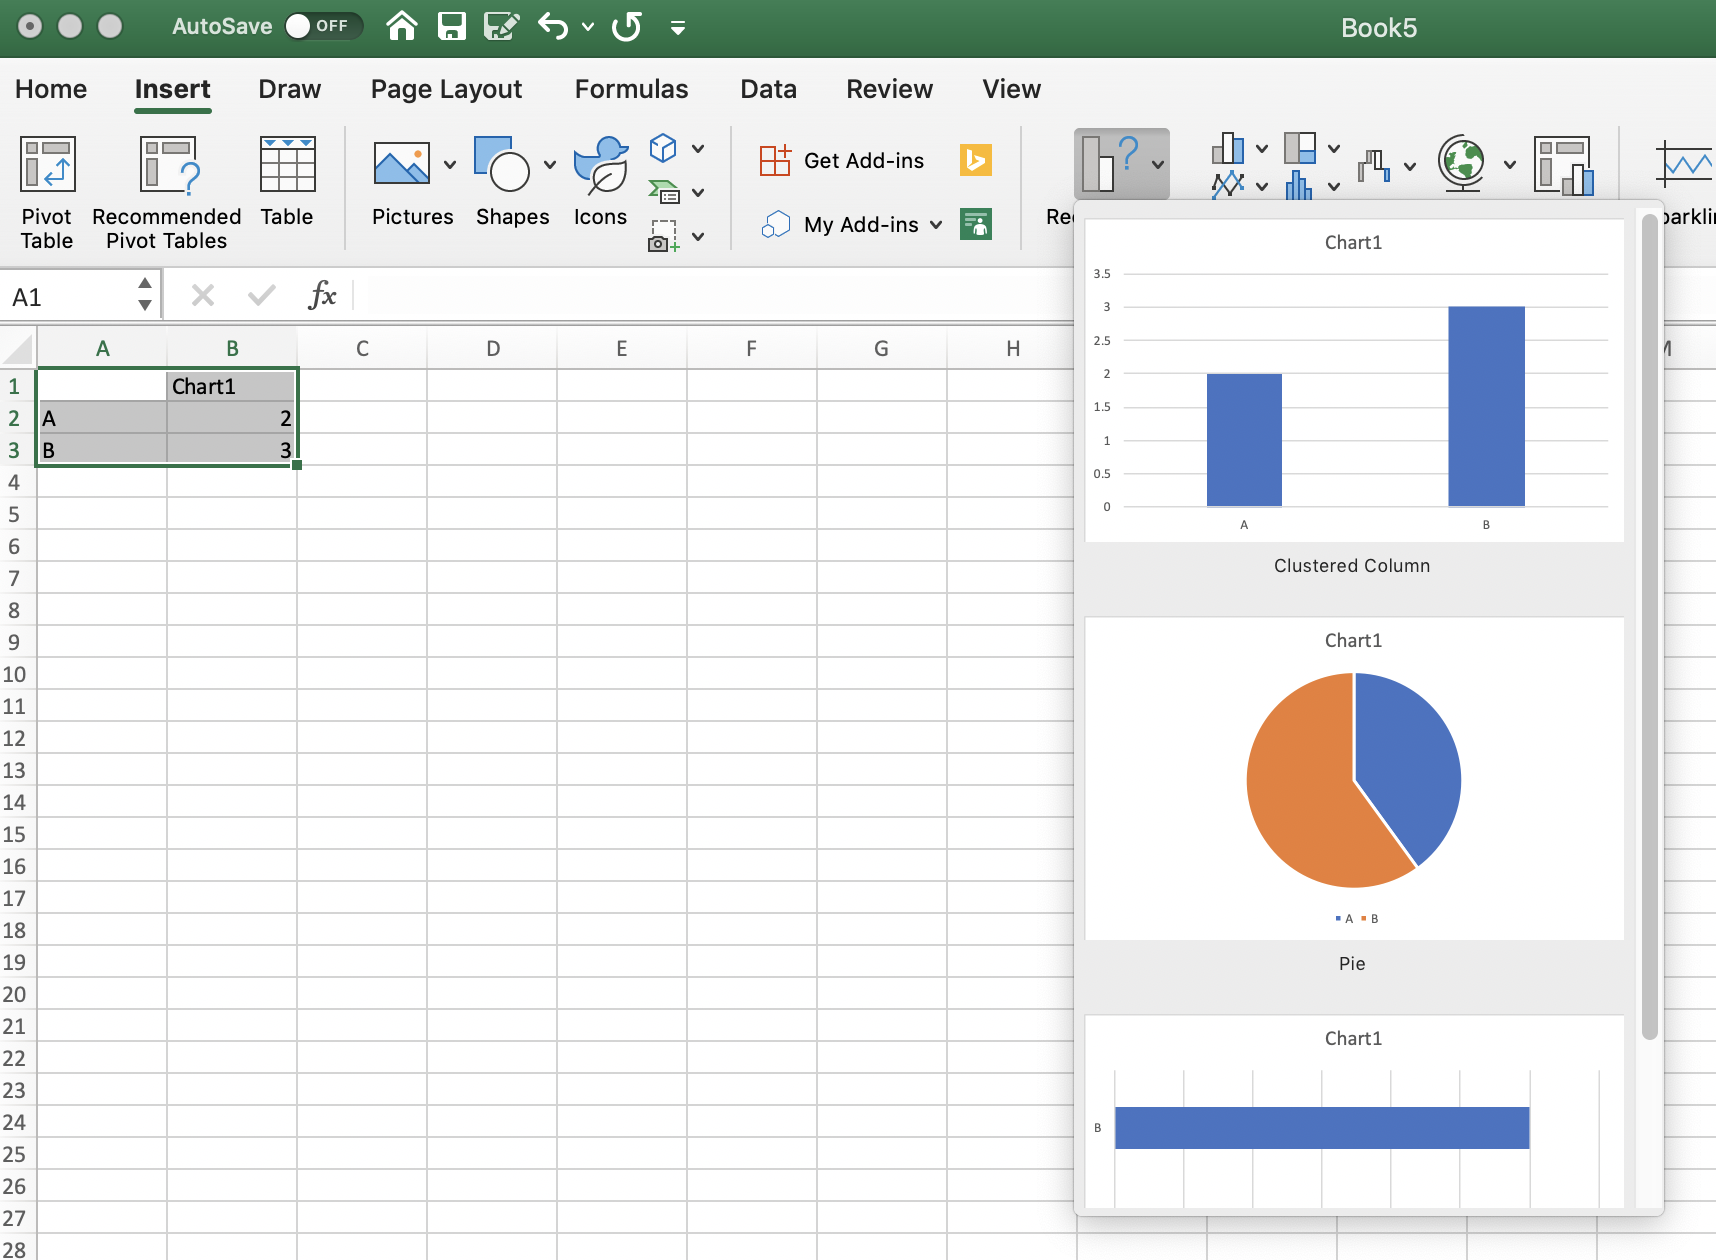 AutoSave OFF Book5
Home Insert Draw Page Layout Formulas Data Review View
Pivot Table
Recommended Pivot Tables
Table
Pictures
Shapes
Icons
Get Add-ins
My Add-ins
A1 fx
A B C D E F G H
1 Chart1
2 A 2
3 B 3
4
5
6
7
8
9
10
11
12
13
14
15
16
17
18
19
20
21
22
23
24
25
26
27
28
Chart1
3.5
3
2.5
2
1.5
1
0.5
0
A B
Clustered Column
Chart1
A B
Pie
Chart1
B